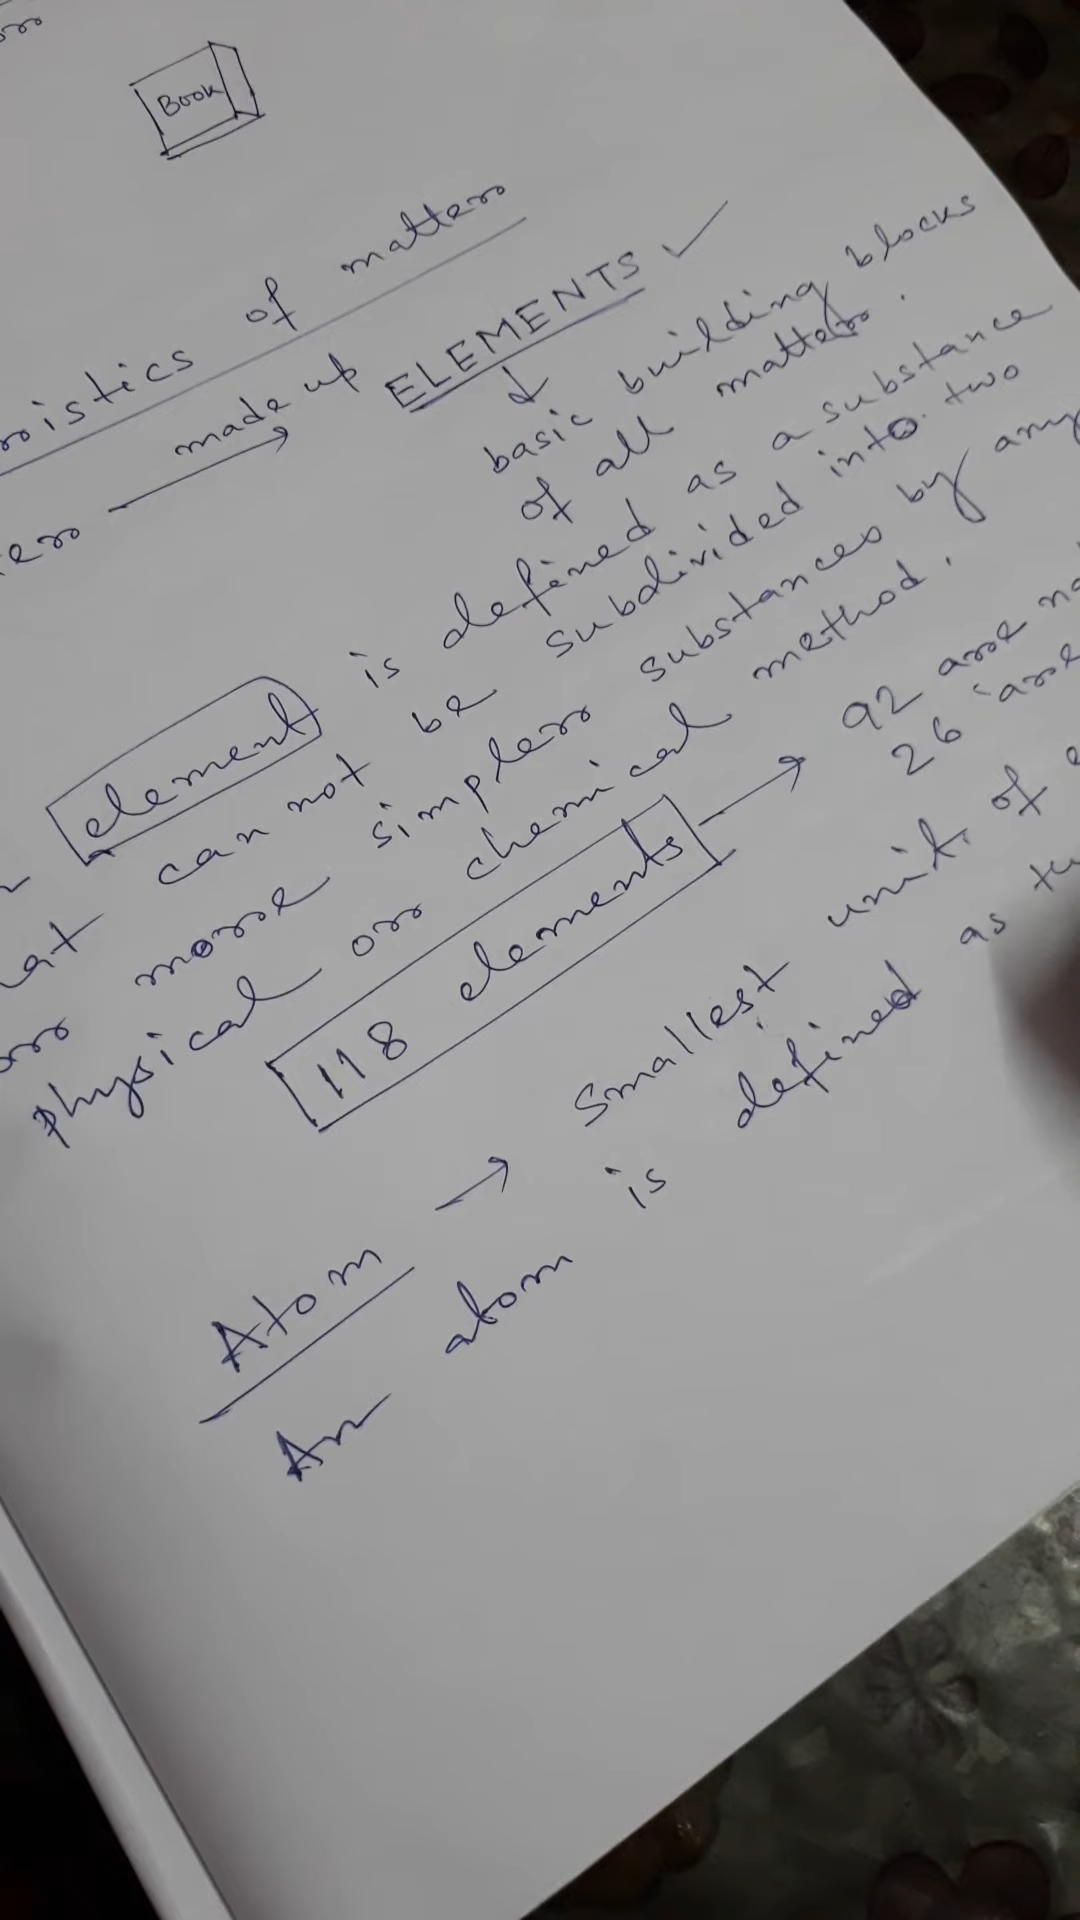 Book
of matter
made up ELEMENTS
basic building blocks
of all matter.
element is defined as a substance
can not be subdivided into two
more simpler substances by any
physical or chemical method.
118 elements → 92 are
26 are
Atom → Smallest unit of
An atom is defined as